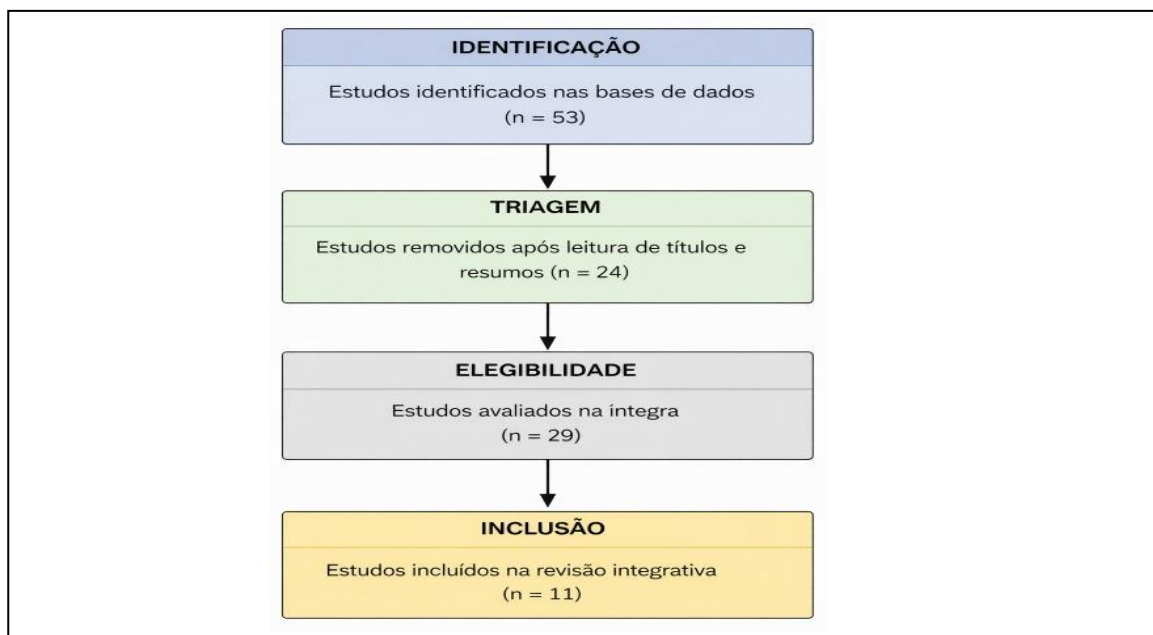 IDENTIFICAÇÃO
Estudos identificados nas bases de dados
(n = 53)
TRIAGEM
Estudos removidos após leitura de títulos e
resumos (n = 24)
ELEGIBILIDADE
Estudos avaliados na íntegra
(n = 29)
INCLUSÃO
Estudos incluídos na revisão integrativa
(n = 11)